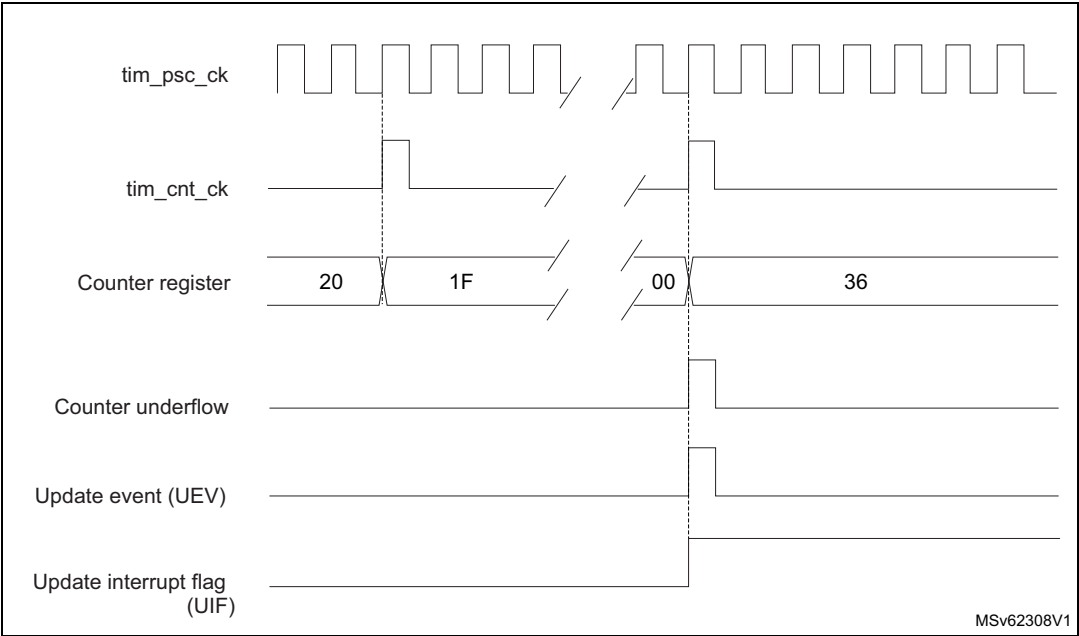 tim_psc_ck
tim_cnt_ck
Counter register
20
1F
00
36
Counter underflow
Update event (UEV)
Update interrupt flag
(UIF)
MSv62308V1